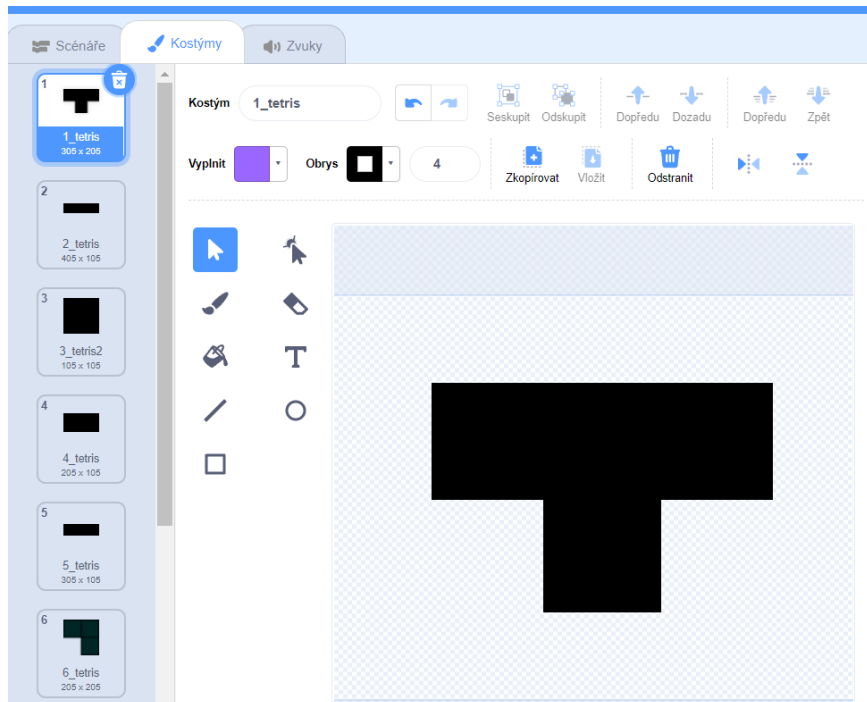 Scénáře Kostýmy Zvuky
1
1_tetris
305 x 205
2
2_tetris
405 x 105
3
3_tetris2
105 x 105
4
4_tetris
205 x 105
5
5_tetris
305 x 105
6
6_tetris
205 x 205
Kostým 1_tetris
Seskupit Odskupit Dopředu Dozadu Dopředu Zpět
Vyplnit Obrys 4
Zkopírovat Vložit Odstranit
T